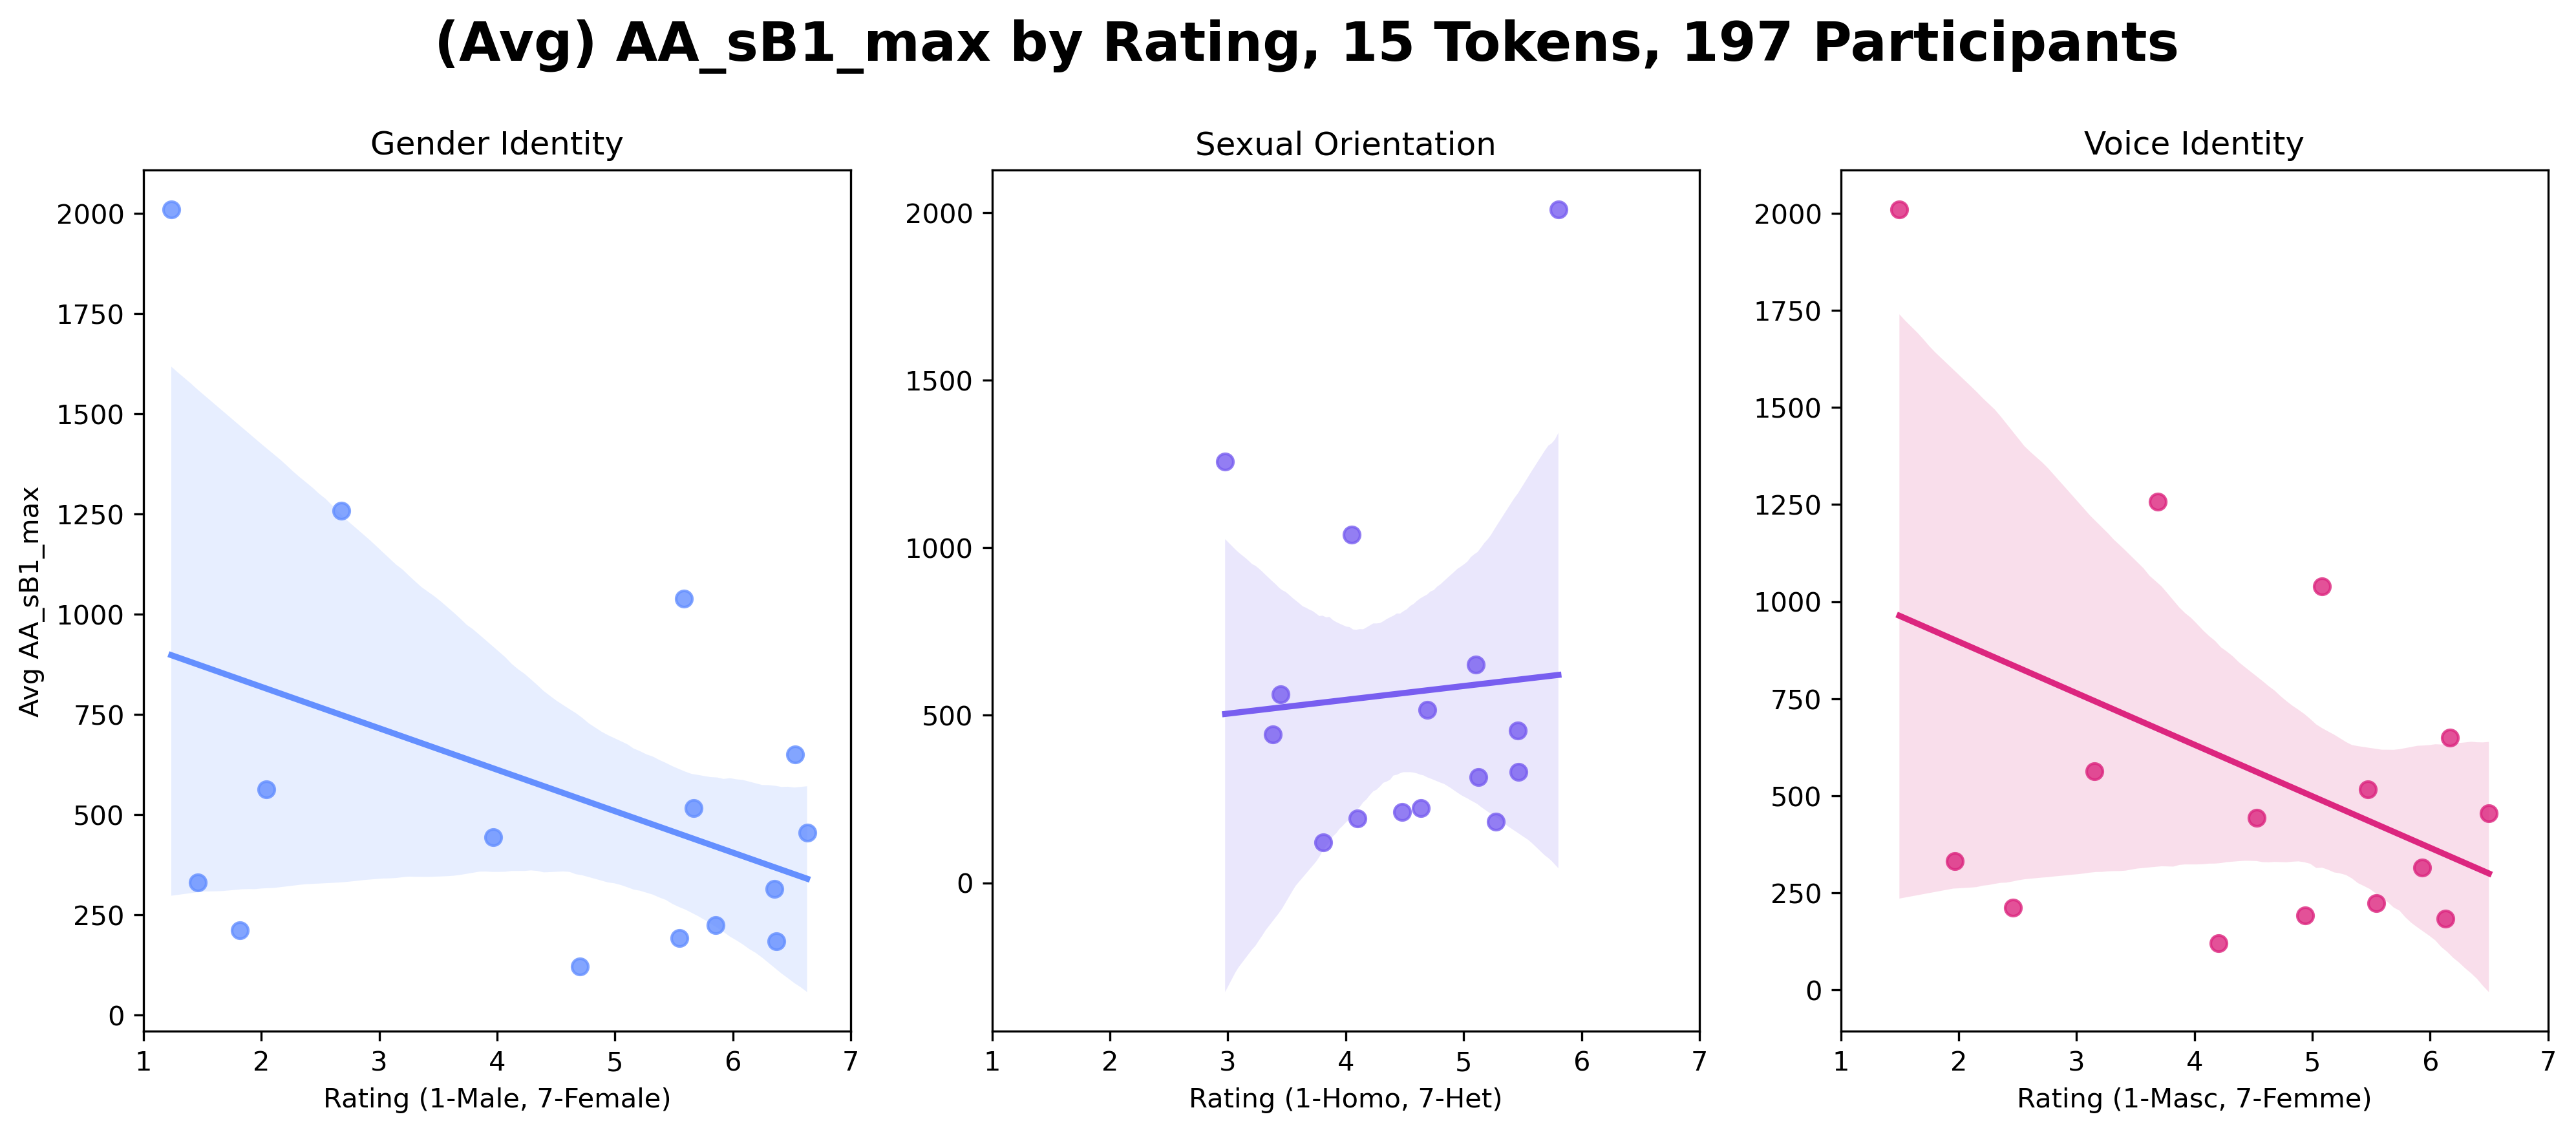 (Avg) AA_sB1_max by Rating, 15 Tokens, 197 Participants
Gender Identity
Avg AA_sB1_max
2000
1750
1500
1250
1000
750
500
250
0
1 2 3 4 5 6 7
Rating (1-Male, 7-Female)
Sexual Orientation
2000
1500
1000
500
0
1 2 3 4 5 6 7
Rating (1-Homo, 7-Het)
Voice Identity
2000
1750
1500
1250
1000
750
500
250
0
1 2 3 4 5 6 7
Rating (1-Masc, 7-Femme)